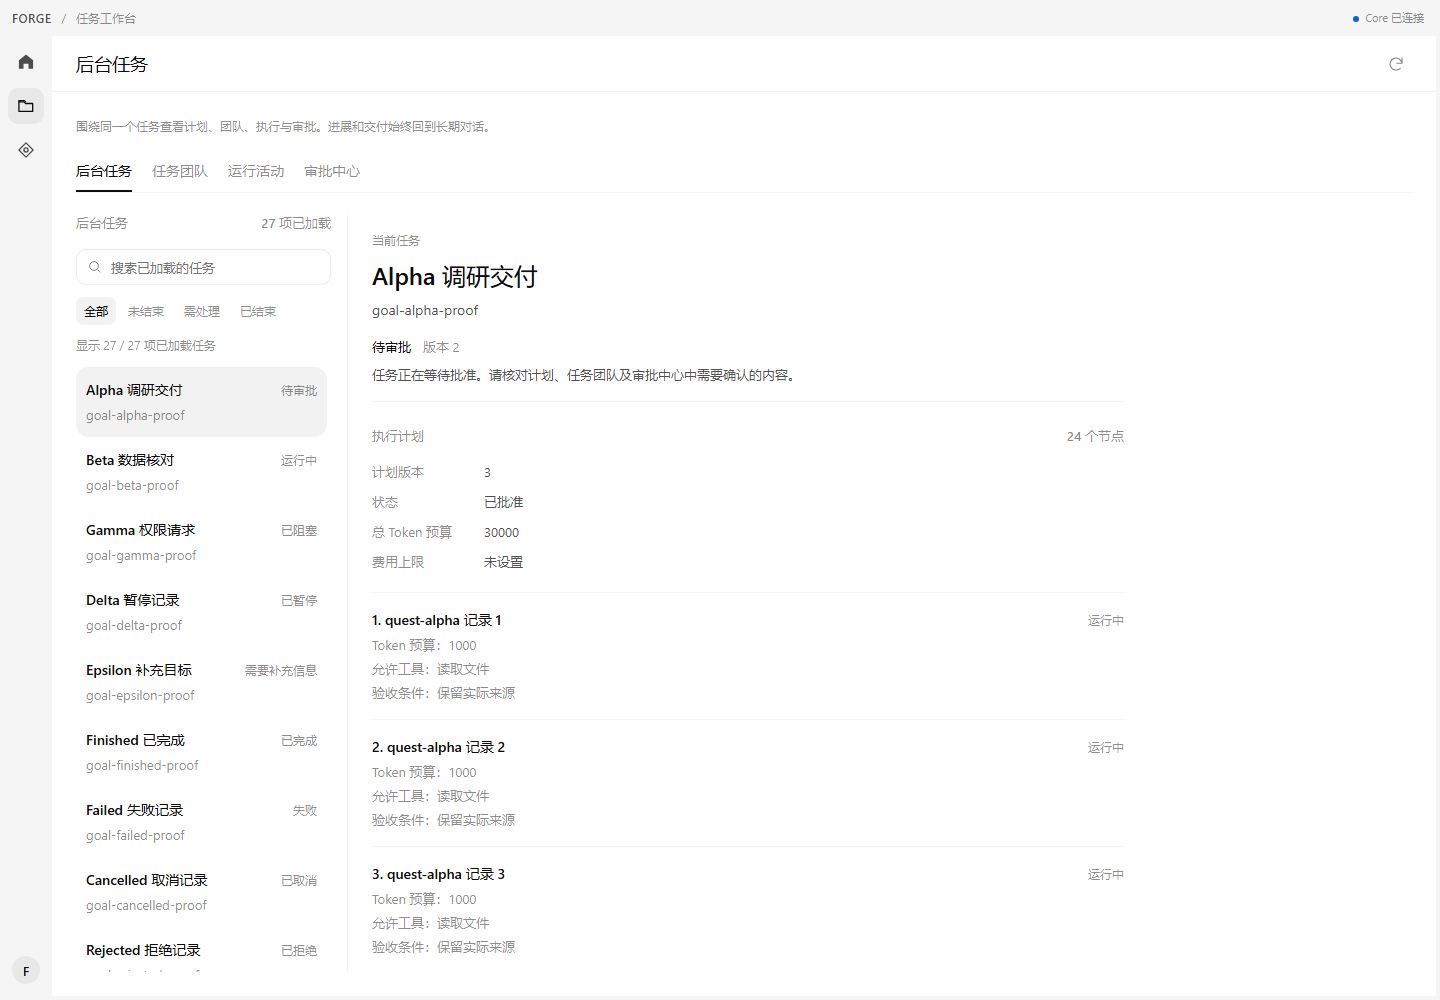 FORGE / 任务工作台
Core 已连接
后台任务
围绕同一个任务查看计划、团队、执行与审批。进展和交付始终回到长期对话。
后台任务 任务团队 运行活动 审批中心
后台任务 27 项已加载
搜索已加载的任务
全部 未结束 需处理 已结束
显示 27 / 27 项已加载任务
Alpha 调研交付 待审批
goal-alpha-proof
Beta 数据核对 运行中
goal-beta-proof
Gamma 权限请求 已阻塞
goal-gamma-proof
Delta 暂停记录 已暂停
goal-delta-proof
Epsilon 补充目标 需要补充信息
goal-epsilon-proof
Finished 已完成 已完成
goal-finished-proof
Failed 失败记录 失败
goal-failed-proof
Cancelled 取消记录 已取消
goal-cancelled-proof
Rejected 拒绝记录 已拒绝
F
当前任务
Alpha 调研交付
goal-alpha-proof
待审批 版本 2
任务正在等待批准。请核对计划、任务团队及审批中心中需要确认的内容。
执行计划 24 个节点
计划版本 3
状态 已批准
总 Token 预算 30000
费用上限 未设置
1. quest-alpha 记录 1 运行中
Token 预算：1000
允许工具：读取文件
验收条件：保留实际来源
2. quest-alpha 记录 2 运行中
Token 预算：1000
允许工具：读取文件
验收条件：保留实际来源
3. quest-alpha 记录 3 运行中
Token 预算：1000
允许工具：读取文件
验收条件：保留实际来源